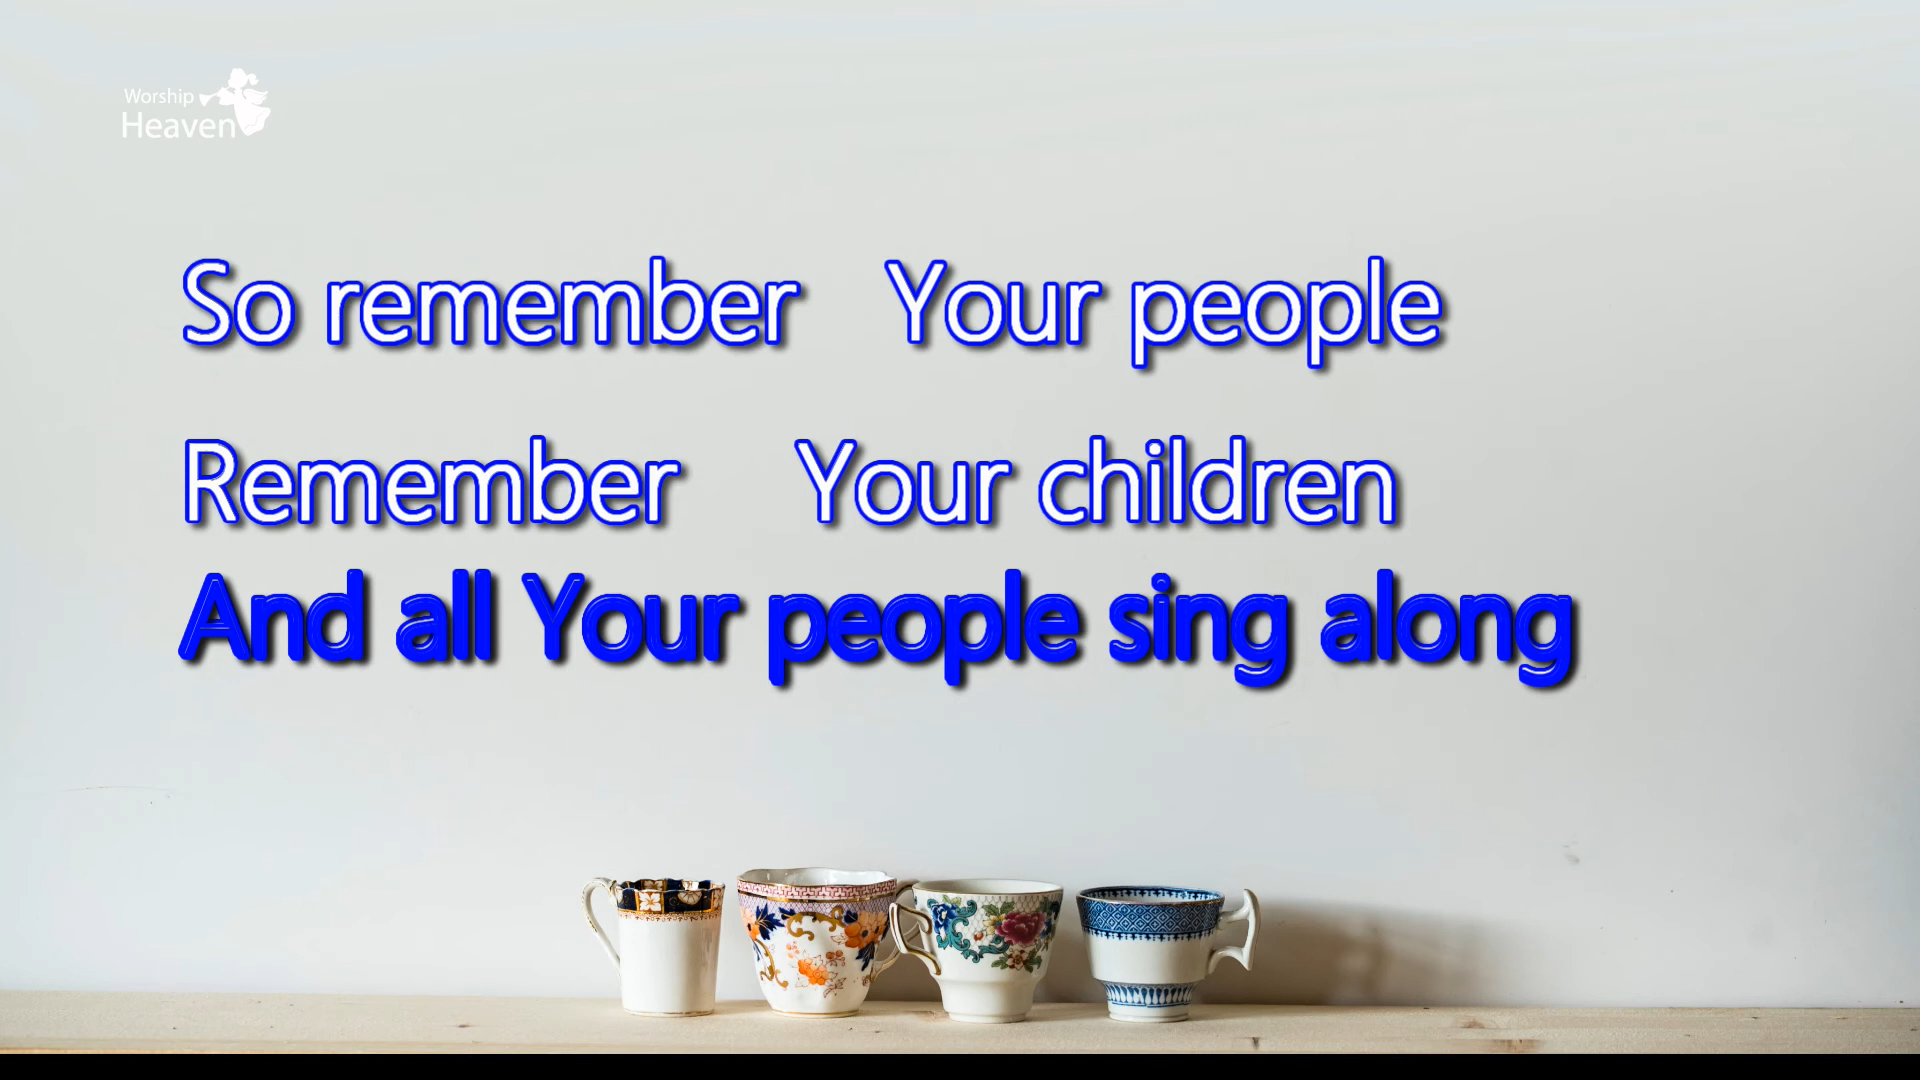 Worship
Heaven
So remember Your people
Remember Your children
And all Your people sing along